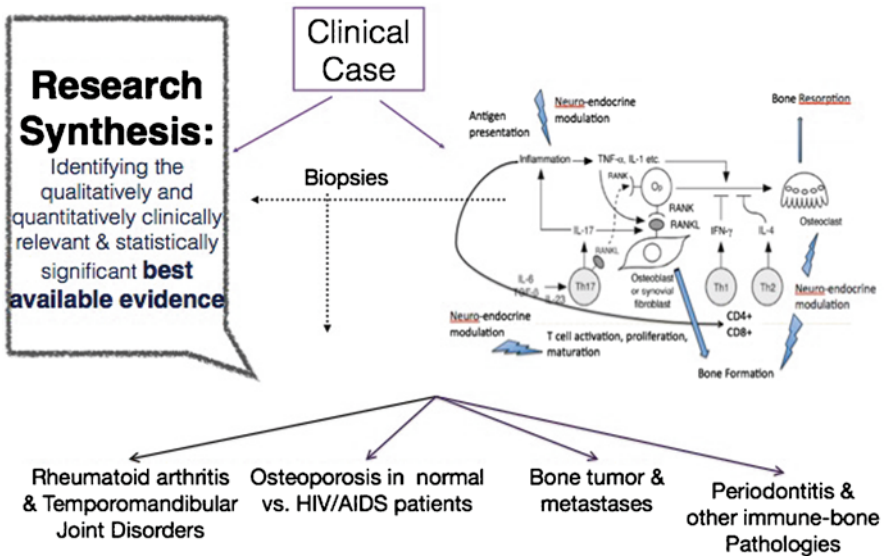 Clinical
Case
Research
Synthesis:
Identifying the
qualitatively and
quantitatively clinically
relevant & statistically
significant best
available evidence
Biopsies
Antigen
presentation
Neuro-endocrine
modulation
Bone Resorption
Inflammation
TNF-α, IL-1 etc.
RANK
Op
RANK
RANKL
Osteoclast
IL-17
RANKL
IFN-γ
IL-4
IL-6
TGF-β
IL-23
Th17
Osteoblast
or synovial
fibroblast
Th1
Th2
Neuro-endocrine
modulation
CD4+
CD8+
Neuro-endocrine
modulation
T cell activation, proliferation,
maturation
Bone Formation
Rheumatoid arthritis
& Temporomandibular
Joint Disorders
Osteoporosis in normal
vs. HIV/AIDS patients
Bone tumor &
metastases
Periodontitis &
other immune-bone
Pathologies